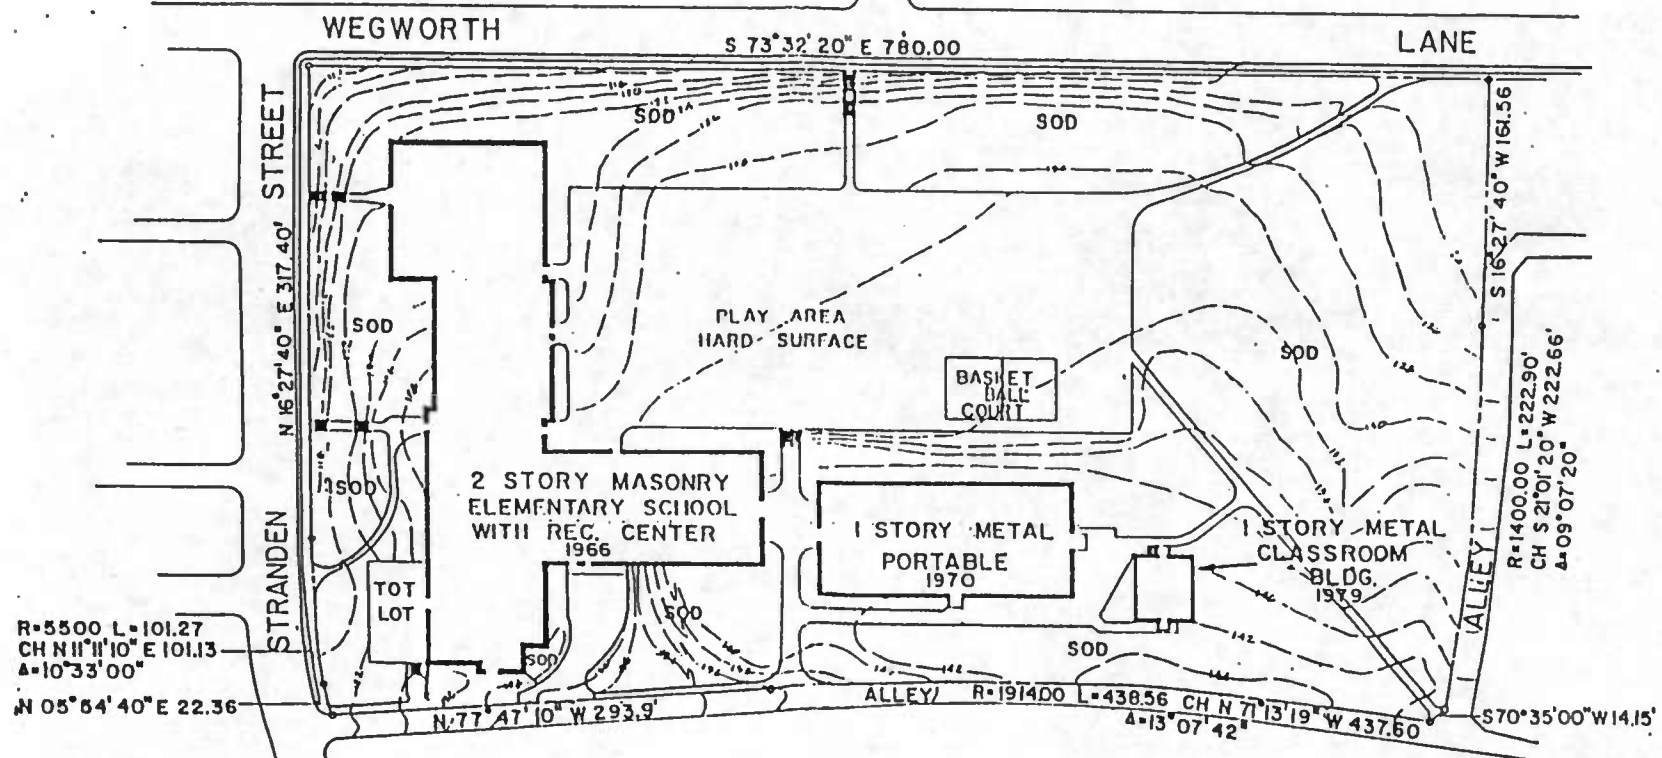 WEGWORTH
LANE
S 73°32'20" E 780.00
STREET
SOD
SOD
S 16°27'40" W 161.56
N 16°27'40" E 317.40'
SOD
PLAY AREA
HARD SURFACE
SOD
BASKET
BALL
COURT
SOD
2 STORY MASONRY
ELEMENTARY SCHOOL
WITH REC. CENTER
1966
1 STORY METAL
PORTABLE
1970
1 STORY METAL
CLASSROOM
BLDG.
1979
R=1400.00 L=222.90'
CH S 21°01'20" W 222.66'
Δ=09°07'20"
ALLEY
STRANDEN
TOT
LOT
SOD
SOD
SOD
142
142
R=5500 L=101.27
CH N 11°11'10" E 101.13
Δ=10°33'00"
N 05°54'40" E 22.36
N 77°47'10" W 293.9'
ALLEY
R=1914.00 L=438.56 CH N 71°13'19" W 437.60
Δ=13°07'42"
S70°35'00"W 14.15'